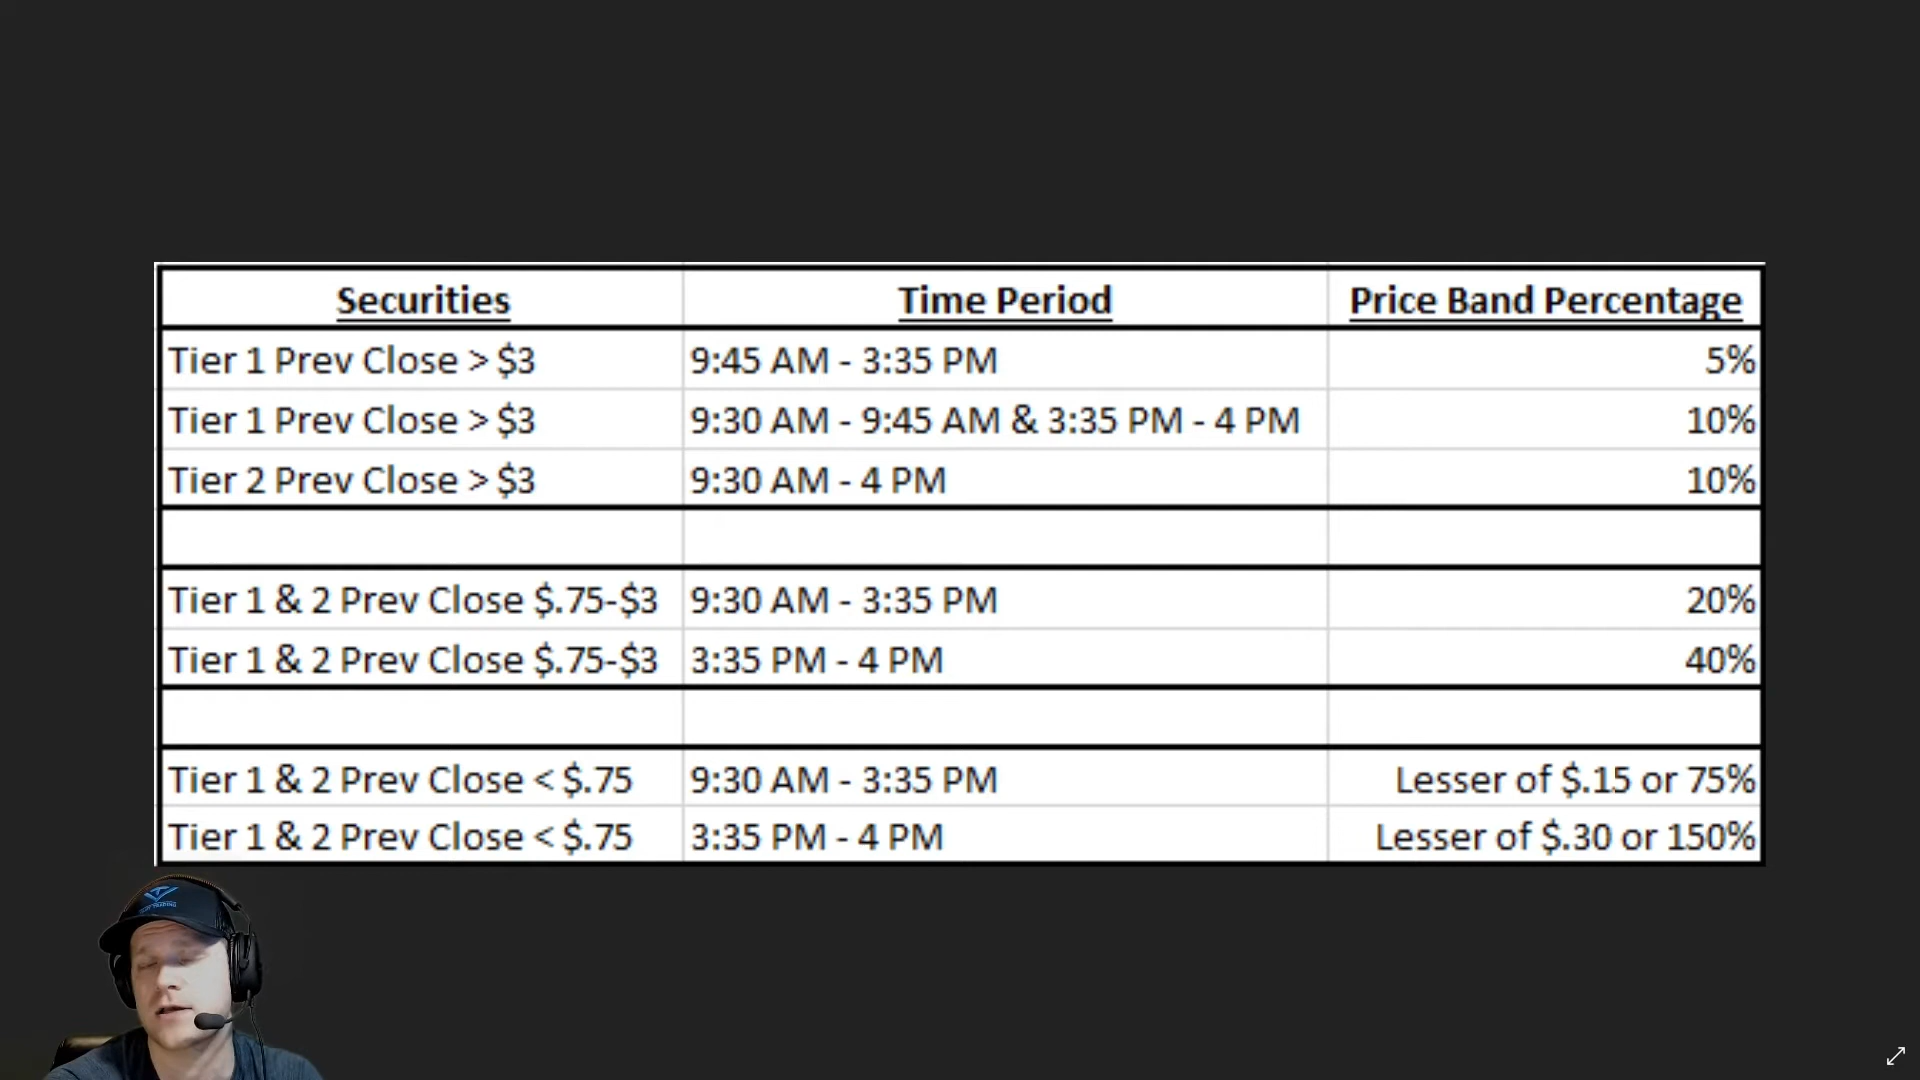 Securities Time Period Price Band Percentage
Tier 1 Prev Close > $3 9:45 AM - 3:35 PM 5%
Tier 1 Prev Close > $3 9:30 AM - 9:45 AM & 3:35 PM - 4 PM 10%
Tier 2 Prev Close > $3 9:30 AM - 4 PM 10%
Tier 1 & 2 Prev Close $.75-$3 9:30 AM - 3:35 PM 20%
Tier 1 & 2 Prev Close $.75-$3 3:35 PM - 4 PM 40%
Tier 1 & 2 Prev Close < $.75 9:30 AM - 3:35 PM Lesser of $.15 or 75%
Tier 1 & 2 Prev Close < $.75 3:35 PM - 4 PM Lesser of $.30 or 150%